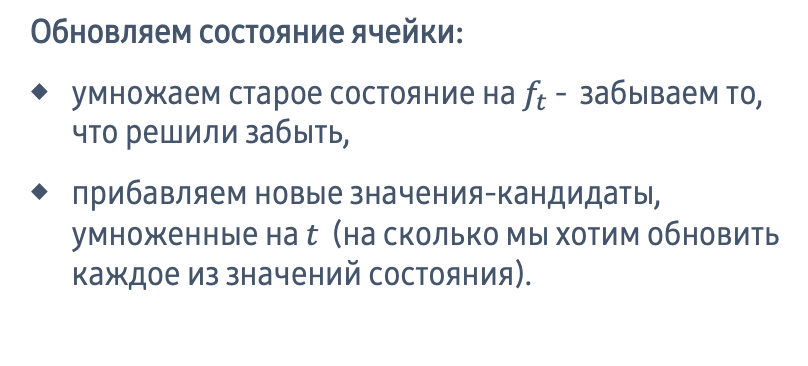 Обновляем состояние ячейки:
◆ умножаем старое состояние на fₜ - забываем то,
что решили забыть,
◆ прибавляем новые значения-кандидаты,
умноженные на t (на сколько мы хотим обновить
каждое из значений состояния).